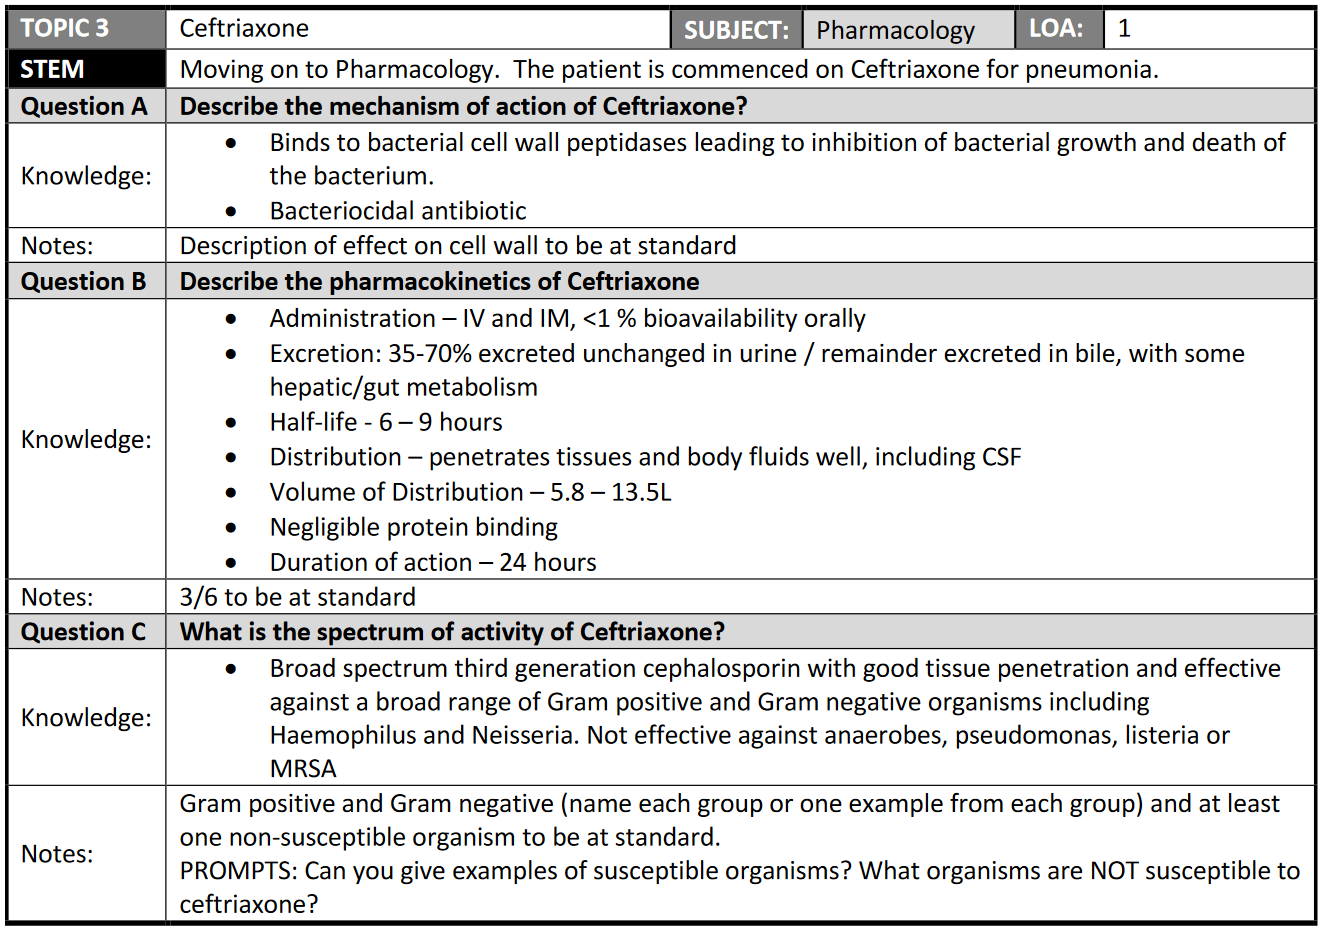 TOPIC 3 Ceftriaxone SUBJECT: Pharmacology LOA: 1
STEM Moving on to Pharmacology. The patient is commenced on Ceftriaxone for pneumonia.
Question A Describe the mechanism of action of Ceftriaxone?
Knowledge:
• Binds to bacterial cell wall peptidases leading to inhibition of bacterial growth and death of
the bacterium.
• Bacteriocidal antibiotic
Notes: Description of effect on cell wall to be at standard
Question B Describe the pharmacokinetics of Ceftriaxone
Knowledge:
• Administration – IV and IM, <1 % bioavailability orally
• Excretion: 35-70% excreted unchanged in urine / remainder excreted in bile, with some
hepatic/gut metabolism
• Half-life - 6 – 9 hours
• Distribution – penetrates tissues and body fluids well, including CSF
• Volume of Distribution – 5.8 – 13.5L
• Negligible protein binding
• Duration of action – 24 hours
Notes: 3/6 to be at standard
Question C What is the spectrum of activity of Ceftriaxone?
Knowledge:
• Broad spectrum third generation cephalosporin with good tissue penetration and effective
against a broad range of Gram positive and Gram negative organisms including
Haemophilus and Neisseria. Not effective against anaerobes, pseudomonas, listeria or
MRSA
Notes:
Gram positive and Gram negative (name each group or one example from each group) and at least
one non-susceptible organism to be at standard.
PROMPTS: Can you give examples of susceptible organisms? What organisms are NOT susceptible to
ceftriaxone?